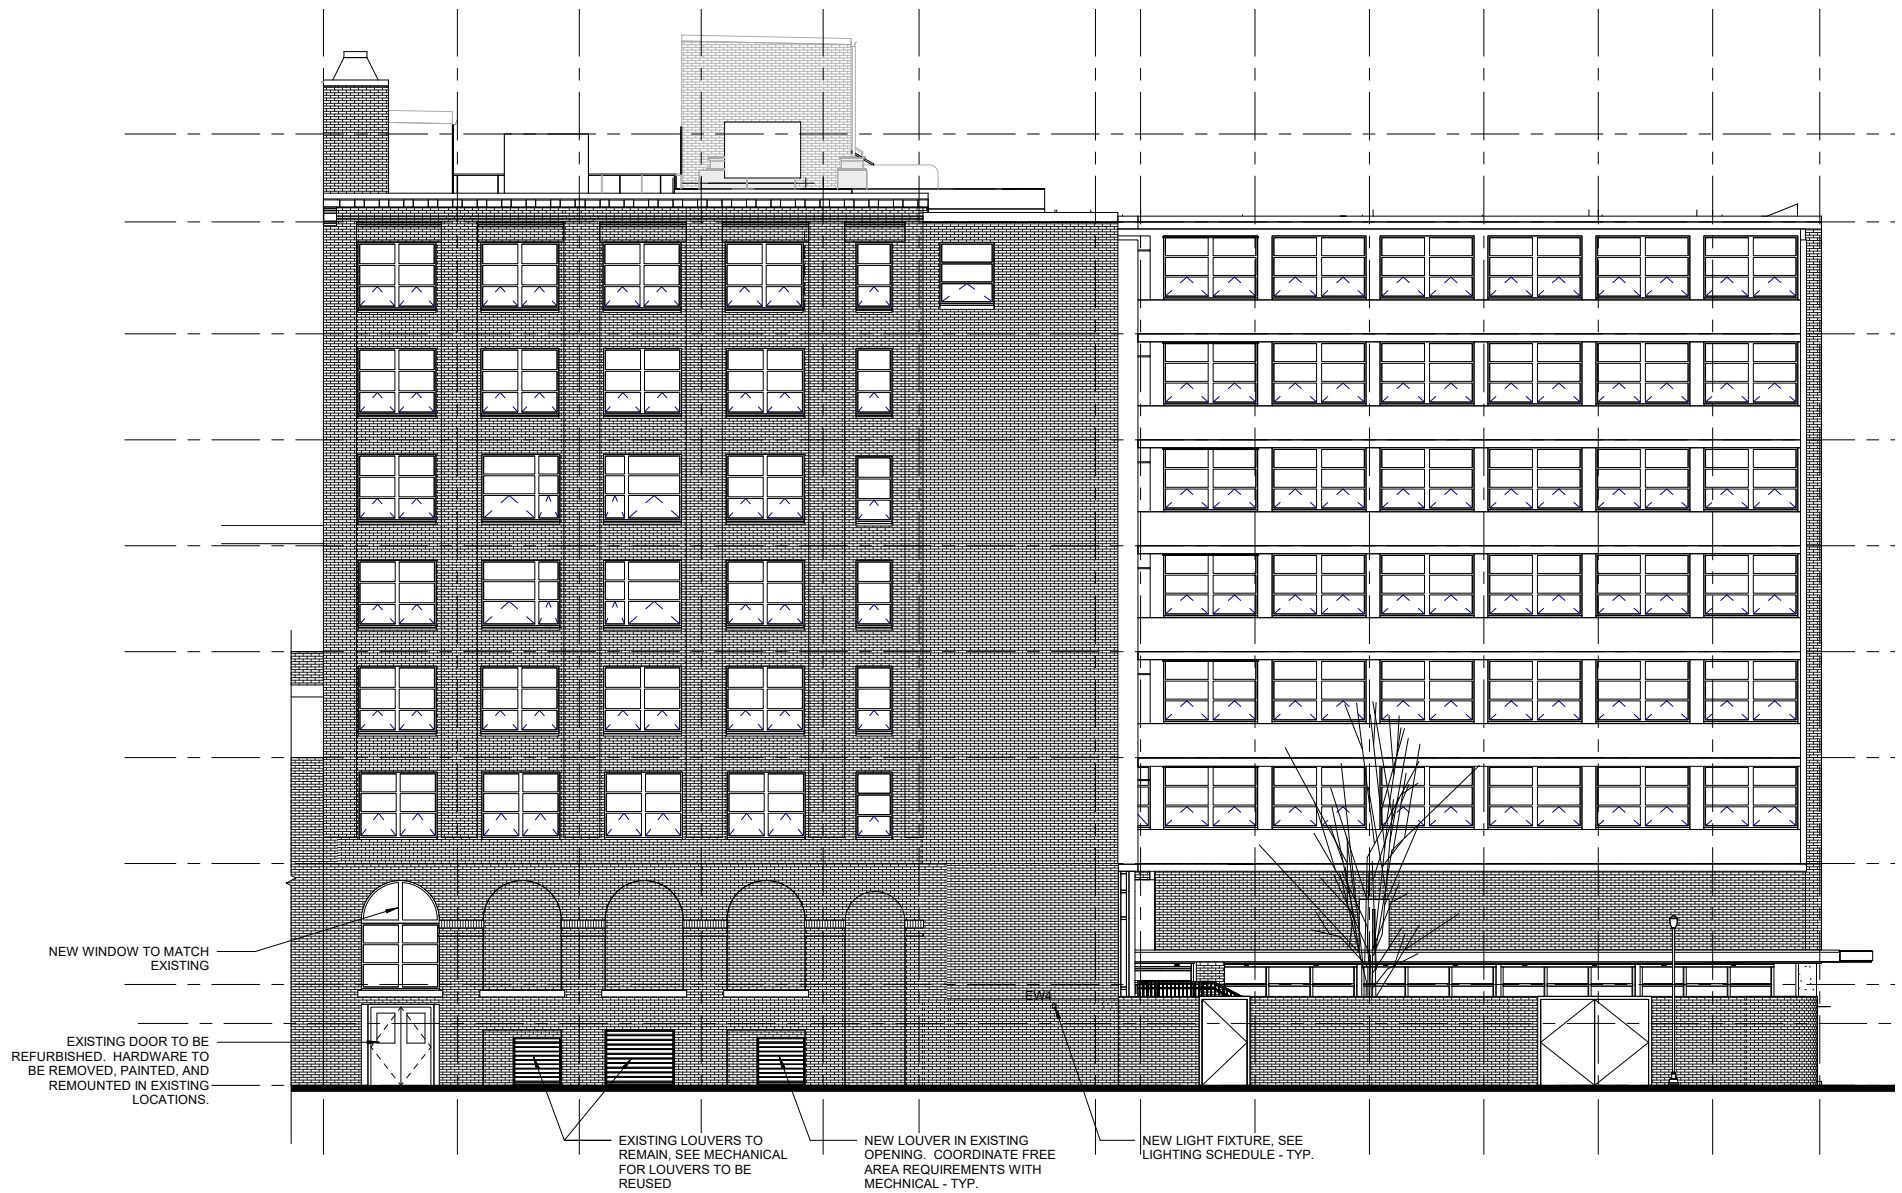 NEW WINDOW TO MATCH
EXISTING
EW4
EXISTING DOOR TO BE
REFURBISHED. HARDWARE TO
BE REMOVED, PAINTED, AND
REMOUNTED IN EXISTING
LOCATIONS.
EXISTING LOUVERS TO
REMAIN, SEE MECHANICAL
FOR LOUVERS TO BE
REUSED
NEW LOUVER IN EXISTING
OPENING. COORDINATE FREE
AREA REQUIREMENTS WITH
MECHNICAL - TYP.
NEW LIGHT FIXTURE, SEE
LIGHTING SCHEDULE - TYP.